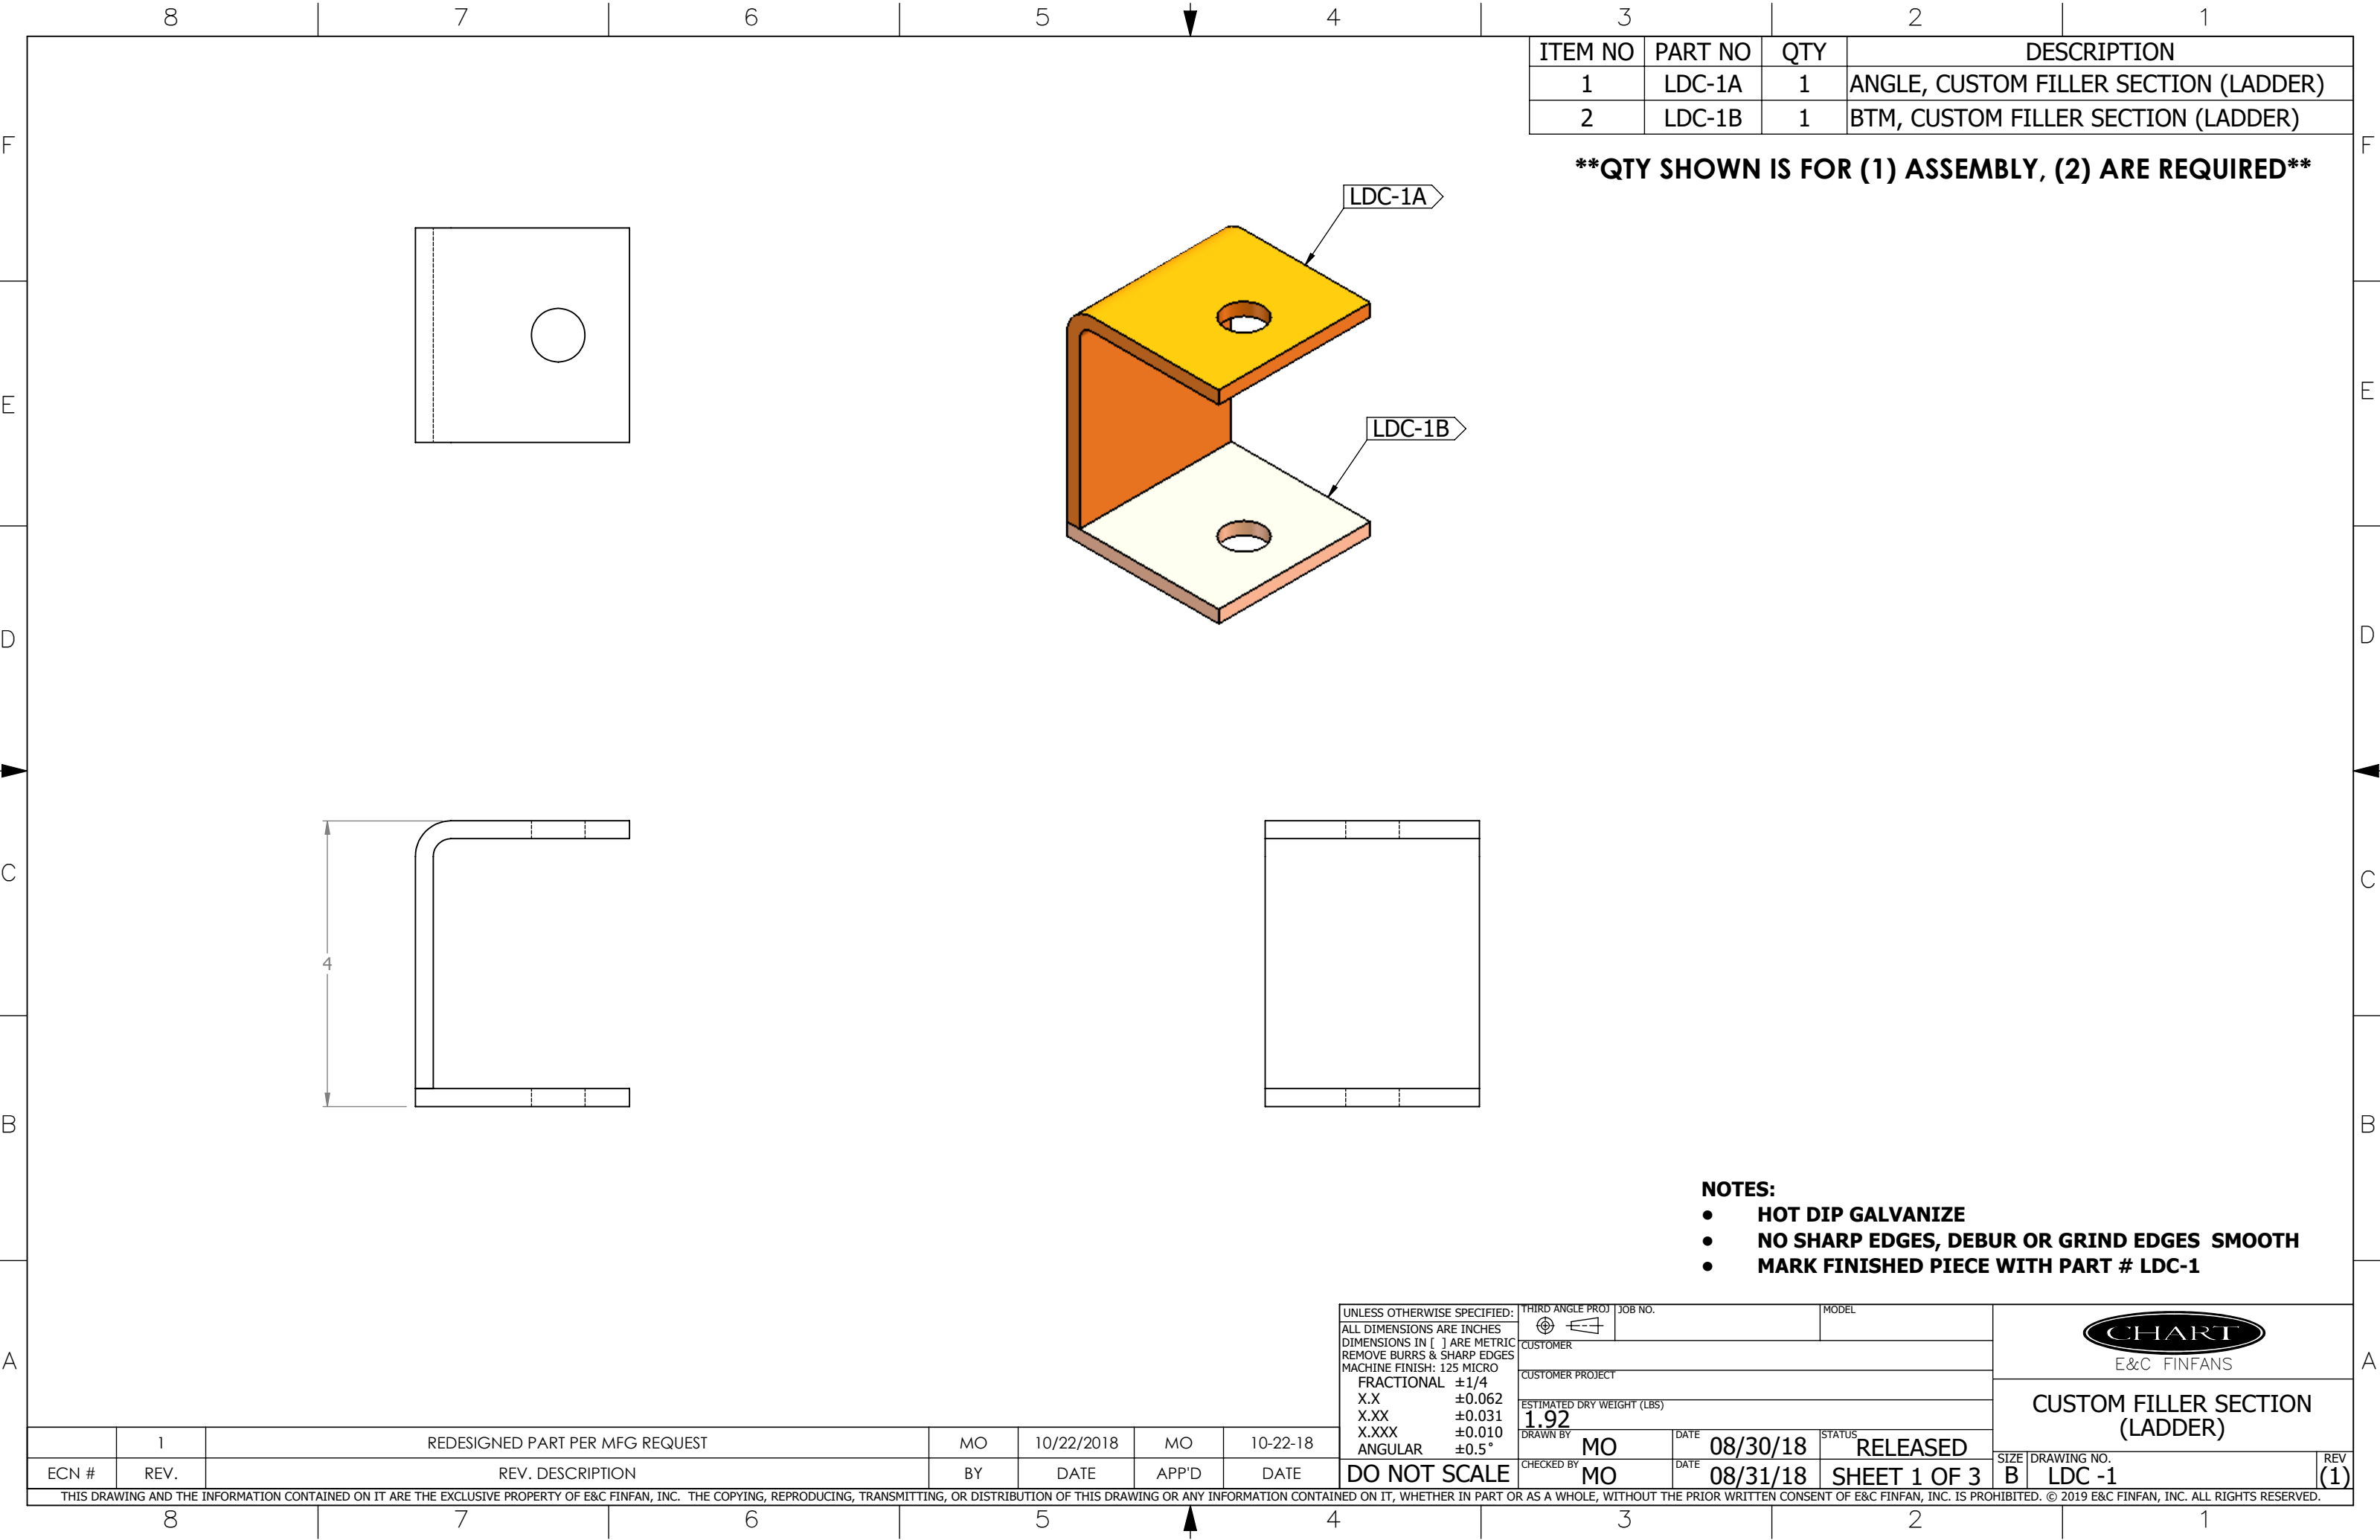 8 7 6 5 4 3 2 1
ITEM NO PART NO QTY DESCRIPTION
1 LDC-1A 1 ANGLE, CUSTOM FILLER SECTION (LADDER)
2 LDC-1B 1 BTM, CUSTOM FILLER SECTION (LADDER)
F F
**QTY SHOWN IS FOR (1) ASSEMBLY, (2) ARE REQUIRED**
LDC-1A
E E
LDC-1B
D D
C C
4
B B
NOTES:
● HOT DIP GALVANIZE
● NO SHARP EDGES, DEBUR OR GRIND EDGES SMOOTH
● MARK FINISHED PIECE WITH PART # LDC-1
A A
UNLESS OTHERWISE SPECIFIED:
ALL DIMENSIONS ARE INCHES
DIMENSIONS IN [ ] ARE METRIC
REMOVE BURRS & SHARP EDGES
MACHINE FINISH: 125 MICRO
FRACTIONAL ±1/4
X.X ±0.062
X.XX ±0.031
X.XXX ±0.010
ANGULAR ±0.5°
DO NOT SCALE
THIRD ANGLE PROJ JOB NO. MODEL
CUSTOMER
CUSTOMER PROJECT
ESTIMATED DRY WEIGHT (LBS)
1.92
DRAWN BY MO DATE 08/30/18 STATUS RELEASED
CHECKED BY MO DATE 08/31/18 SHEET 1 OF 3
CHART
E&C FINFANS
CUSTOM FILLER SECTION
(LADDER)
SIZE DRAWING NO. REV
B LDC -1 (1)
1 REDESIGNED PART PER MFG REQUEST MO 10/22/2018 MO 10-22-18
ECN # REV. REV. DESCRIPTION BY DATE APP'D DATE
THIS DRAWING AND THE INFORMATION CONTAINED ON IT ARE THE EXCLUSIVE PROPERTY OF E&C FINFAN, INC. THE COPYING, REPRODUCING, TRANSMITTING, OR DISTRIBUTION OF THIS DRAWING OR ANY INFORMATION CONTAINED ON IT, WHETHER IN PART OR AS A WHOLE, WITHOUT THE PRIOR WRITTEN CONSENT OF E&C FINFAN, INC. IS PROHIBITED. © 2019 E&C FINFAN, INC. ALL RIGHTS RESERVED.
8 7 6 5 4 3 2 1